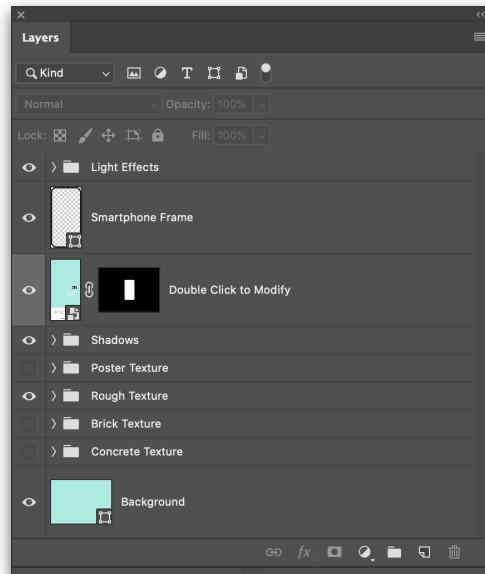 Layers
Kind
Normal Opacity: 100%
Lock: Fill: 100%
Light Effects
Smartphone Frame
Double Click to Modify
Shadows
Poster Texture
Rough Texture
Brick Texture
Concrete Texture
Background
fx